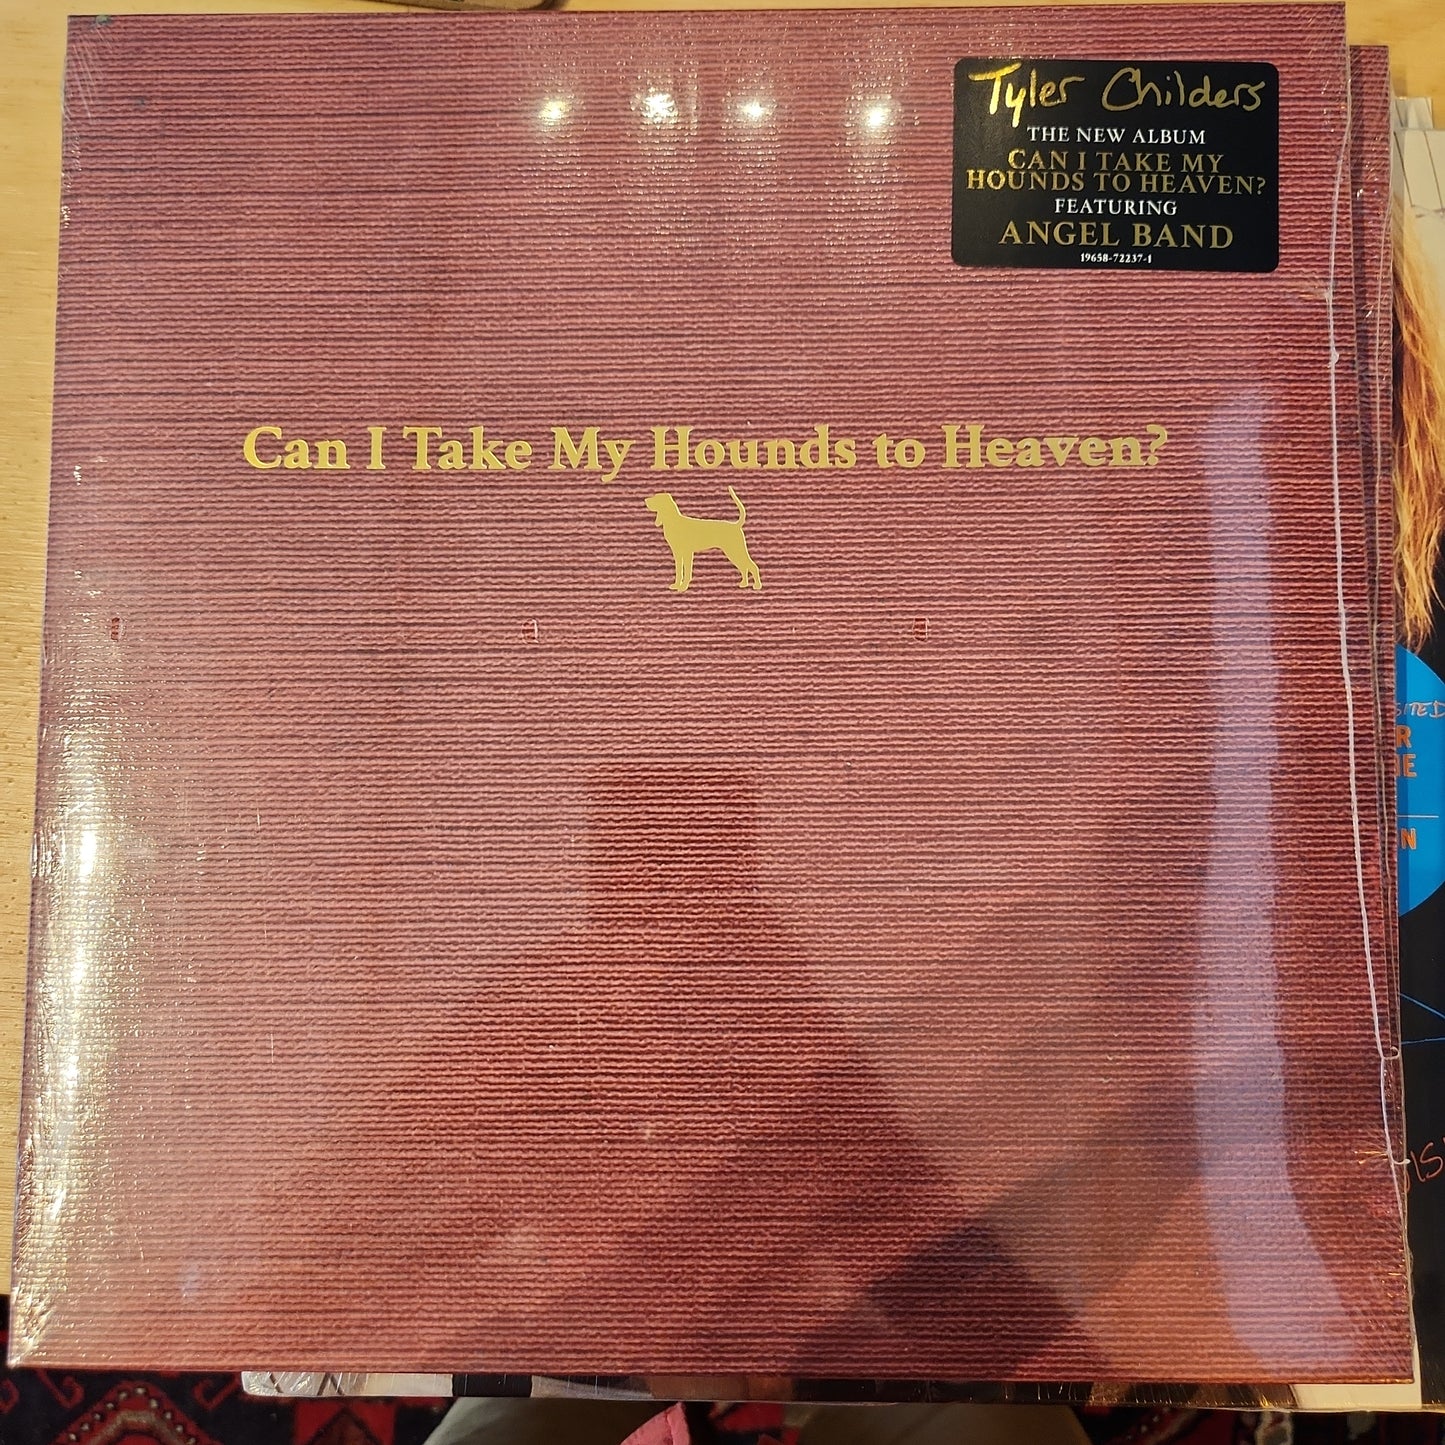 Tyler Childers
THE NEW ALBUM
CAN I TAKE MY
HOUNDS TO HEAVEN?
FEATURING
ANGEL BAND
19658-72237-1
Can I Take My Hounds to Heaven?